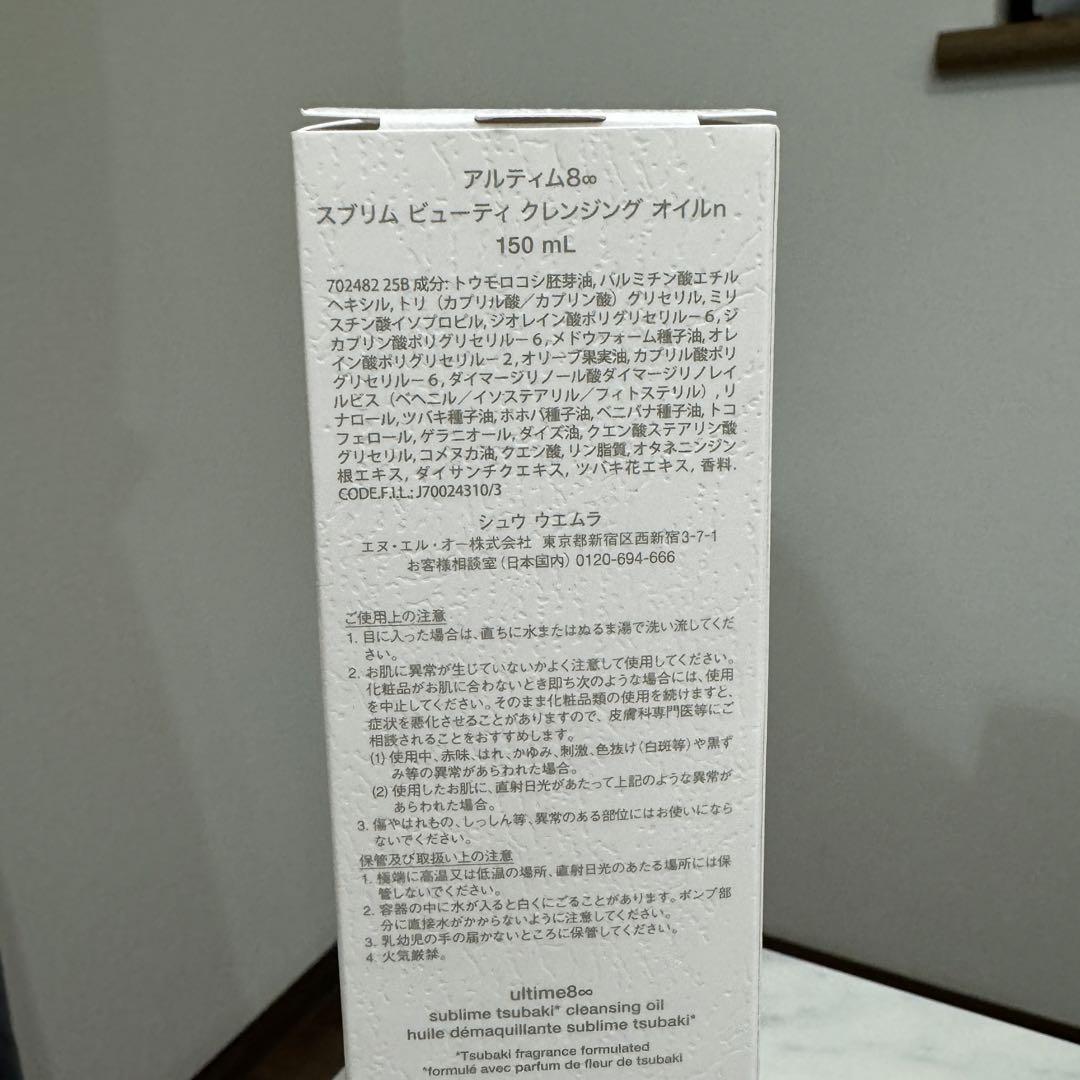 アルティム8∞
スブリム ビューティ クレンジング オイルn
150 mL
702482 25B 成分: トウモロコシ胚芽油, パルミチン酸エチル
ヘキシル, トリ（カプリル酸／カプリン酸）グリセリル, ミリ
スチン酸イソプロピル, ジオレイン酸ポリグリセリル－6, ジ
カプリン酸ポリグリセリル－6, メドウフォーム種子油, オレ
イン酸ポリグリセリル－2, オリーブ果実油, カプリル酸ポリ
グリセリル－6, ダイマージリノール酸ダイマージリノレイ
ルビス（ベヘニル／イソステアリル／フィトステリル）, リ
ナロール, ツバキ種子油, ホホバ種子油, ベニバナ種子油, トコ
フェロール, ゲラニオール, ダイズ油, クエン酸ステアリン酸
グリセリル, コメヌカ油, クエン酸, リン脂質, オタネニンジン
根エキス, ダイサンチクエキス, ツバキ花エキス, 香料.
CODE.F.I.L.: J70024310/3
シュウ ウエムラ
エヌ・エル・オー株式会社 東京都新宿区西新宿3-7-1
お客様相談室（日本国内）0120-694-666
ご使用上の注意
1. 目に入った場合は、直ちに水またはぬるま湯で洗い流してくだ
さい。
2. お肌に異常が生じていないかよく注意して使用してください。
化粧品がお肌に合わないとき即ち次のような場合には、使用
を中止してください。そのまま化粧品類の使用を続けますと、
症状を悪化させることがありますので、皮膚科専門医等にご
相談されることをおすすめします。
(1) 使用中、赤味、はれ、かゆみ、刺激、色抜け（白斑等）や黒ず
み等の異常があらわれた場合。
(2) 使用したお肌に、直射日光があたって上記のような異常が
あらわれた場合。
3. 傷やはれもの、しっしん等、異常のある部位にはお使いになら
ないでください。
保管及び取扱い上の注意
1. 極端に高温又は低温の場所、直射日光のあたる場所には保
管しないでください。
2. 容器の中に水が入ると白くにごることがあります。ポンプ部
分に直接水がかからないように注意してください。
3. 乳幼児の手の届かないところに保管してください。
4. 火気厳禁。
ultime8∞
sublime tsubaki* cleansing oil
huile démaquillante sublime tsubaki*
*Tsubaki fragrance formulated
*formulé avec parfum de fleur de tsubaki